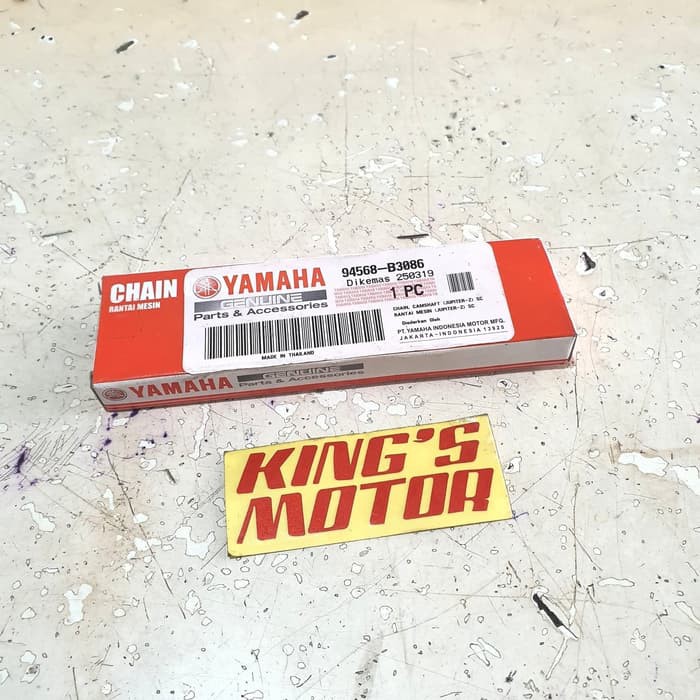 CHAIN
RANTAI MESIN
YAMAHA
GENUINE
Parts & Accessories
MADE IN THAILAND
94568-B3086
Dikemas 250319
1 PC
CHAIN, CAMSHAFT (JUPITER-Z) SC
RANTAI MESIN (JUPITER-Z) SC
Diedarkan Oleh
PT.YAMAHA INDONESIA MOTOR MFG.
JAKARTA-INDONESIA 13920
YAMAHA
GENUINE
Parts & Accessories
KING'S
MOTOR